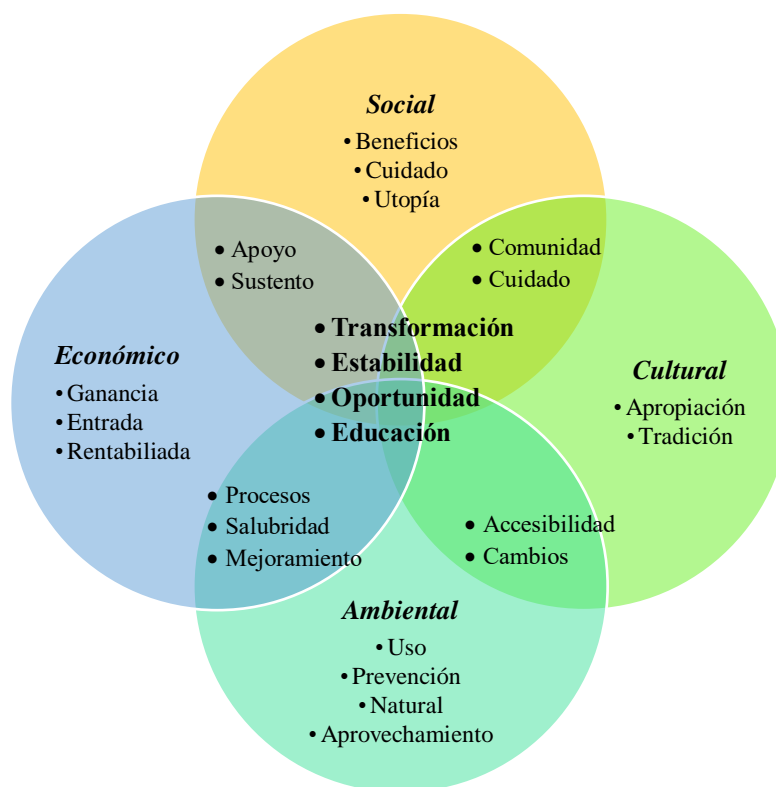 Social
• Beneficios
• Cuidado
• Utopía
• Apoyo
• Sustento
• Comunidad
• Cuidado
• Transformación
• Estabilidad
• Oportunidad
• Educación
Económico
• Ganancia
• Entrada
• Rentabiliada
Cultural
• Apropiación
• Tradición
• Procesos
• Salubridad
• Mejoramiento
• Accesibilidad
• Cambios
Ambiental
• Uso
• Prevención
• Natural
• Aprovechamiento